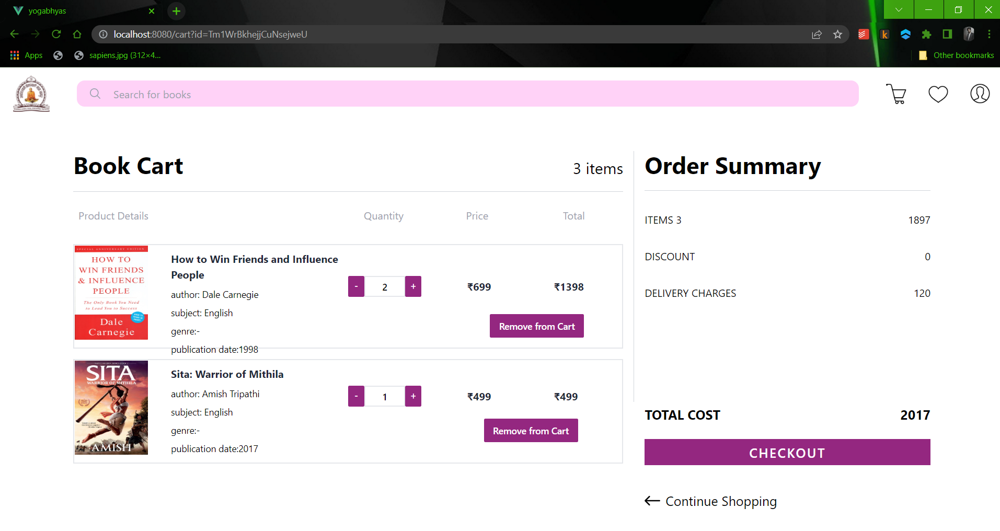 yogabhyas
localhost:8080/cart?id=Tm1WrBkhejjCuNsejweU
Apps
sapiens.jpg (312×4...
Other bookmarks
Search for books
Book Cart
3 items
Order Summary
Product Details
Quantity
Price
Total
ITEMS 3
1897
DISCOUNT
0
DELIVERY CHARGES
120
SPECIAL ANNIVERSARY EDITION
HOW TO
WIN FRIENDS
& INFLUENCE
PEOPLE
The Only Book You Need
to Lead You to Success
Dale
Carnegie
How to Win Friends and Influence
People
author: Dale Carnegie
subject: English
genre:-
publication date:1998
-
2
+
₹699
₹1398
Remove from Cart
SITA
WARRIOR OF MITHILA
AMISH
Sita: Warrior of Mithila
author: Amish Tripathi
subject: English
genre:-
publication date:2017
-
1
+
₹499
₹499
Remove from Cart
TOTAL COST
2017
CHECKOUT
Continue Shopping